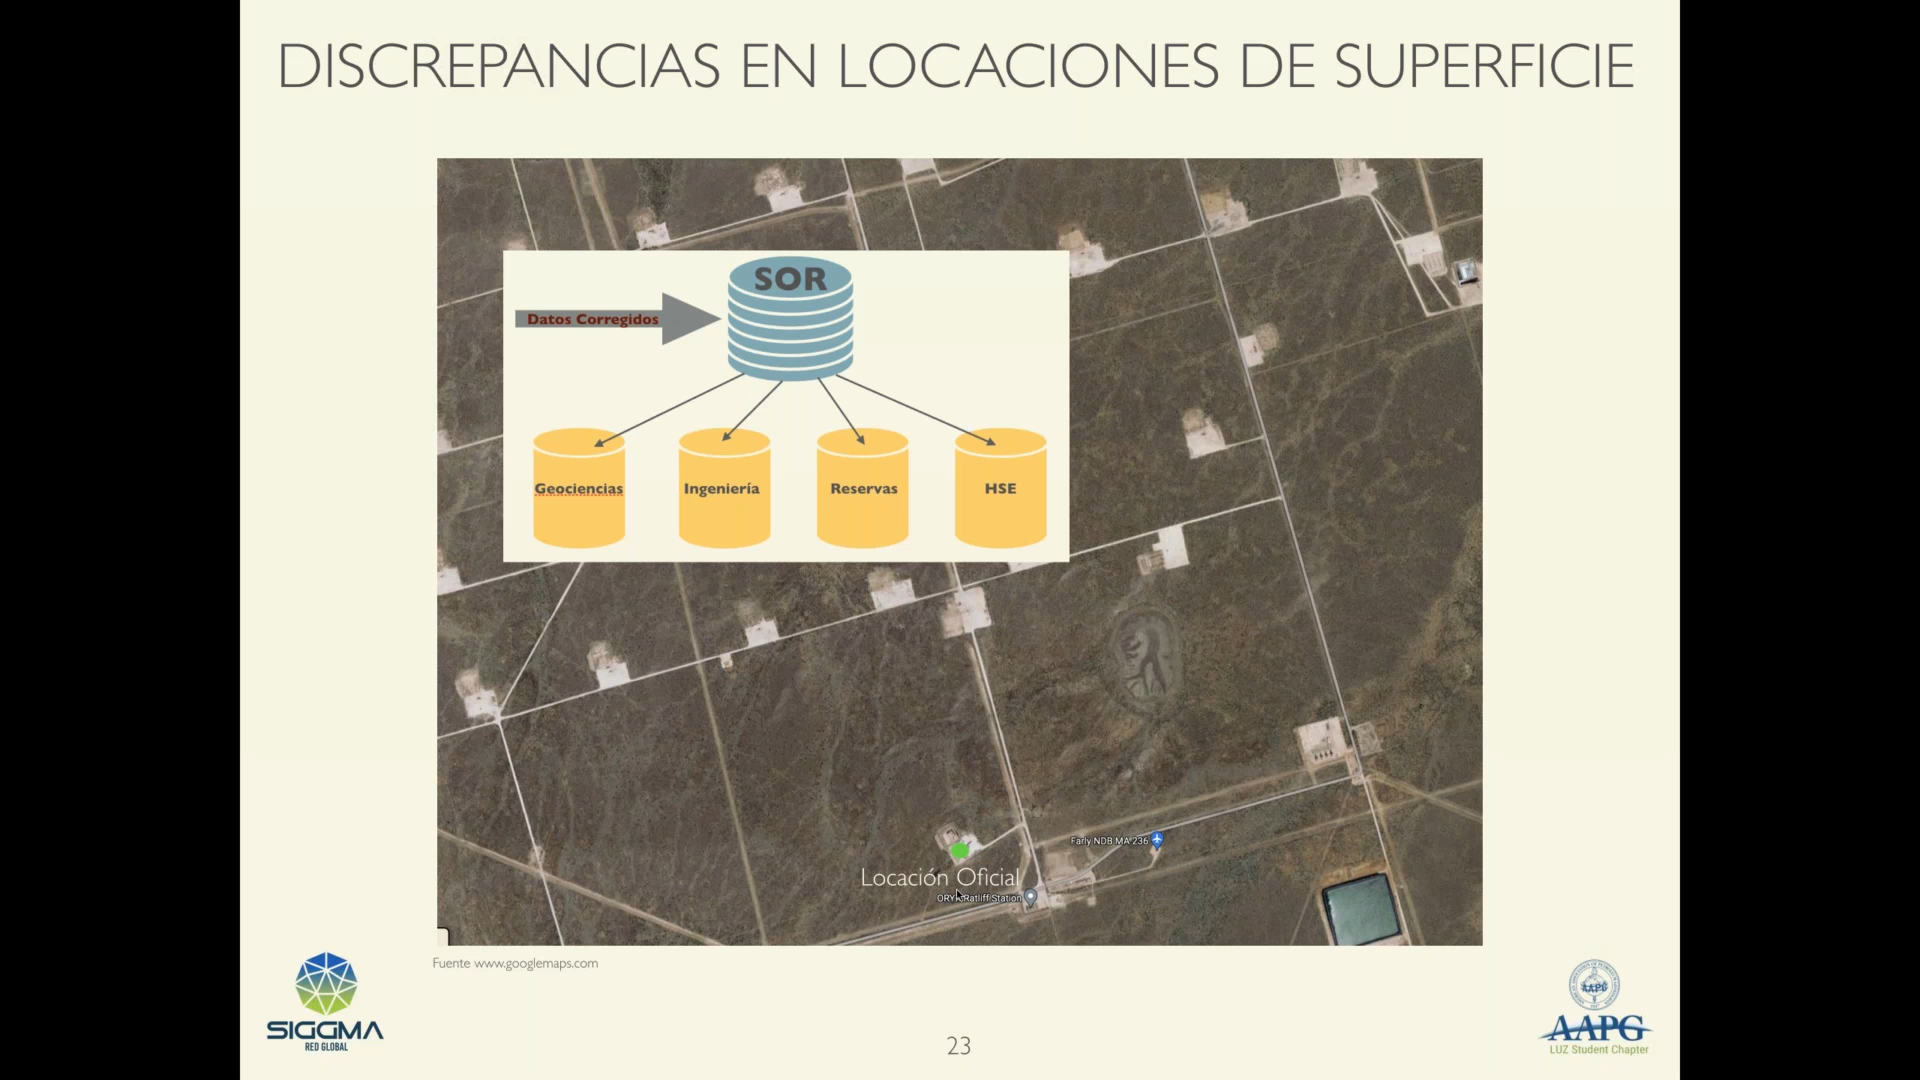 DISCREPANCIAS EN LOCACIONES DE SUPERFICIE
SOR
Datos Corregidos
Geociencias
Ingeniería
Reservas
HSE
Farly NDB MA 236
Locación Oficial
Ratliff Station
Fuente www.googlemaps.com
SIGGMA
RED GLOBAL
23
AAPG
AAPG
LUZ Student Chapter